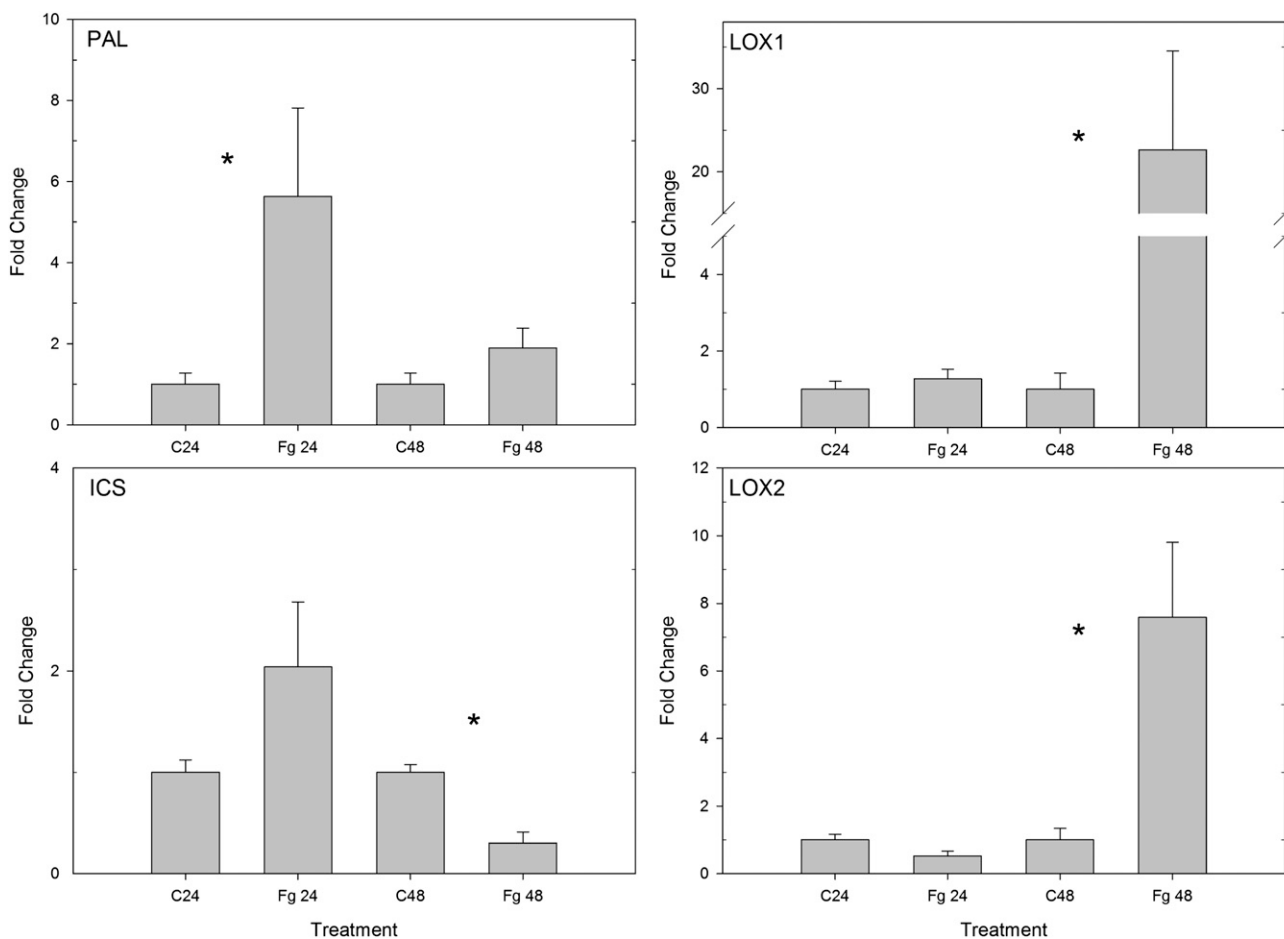 PAL
10
8
6
4
2
0
Fold Change
*
C24
Fg 24
C48
Fg 48
LOX1
30
20
4
2
0
Fold Change
*
C24
Fg 24
C48
Fg 48
ICS
4
2
0
Fold Change
*
C24
Fg 24
C48
Fg 48
Treatment
LOX2
12
10
8
6
4
2
0
Fold Change
*
C24
Fg 24
C48
Fg 48
Treatment